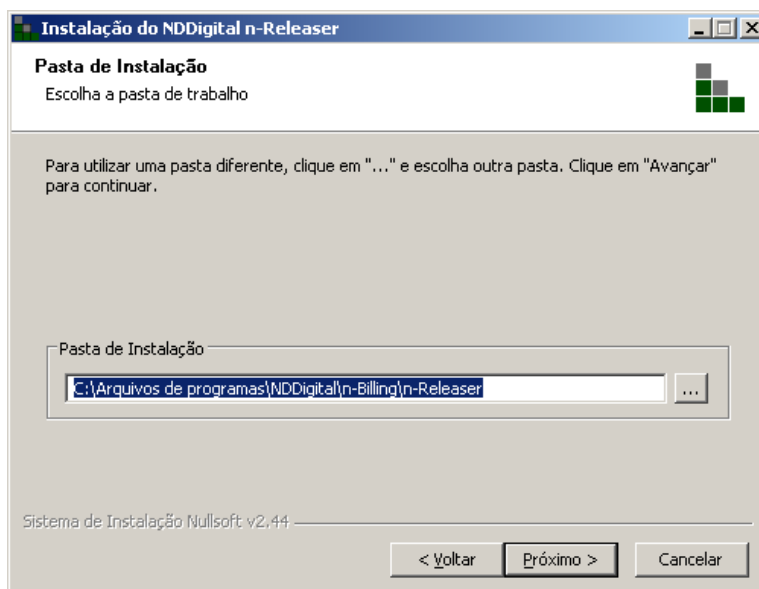 Instalação do NDDigital n-Releaser
Pasta de Instalação
Escolha a pasta de trabalho
Para utilizar uma pasta diferente, clique em "..." e escolha outra pasta. Clique em "Avançar"
para continuar.
Pasta de Instalação
C:\Arquivos de programas\NDDigital\n-Billing\n-Releaser
...
Sistema de Instalação Nullsoft v2.44
< Voltar
Próximo >
Cancelar